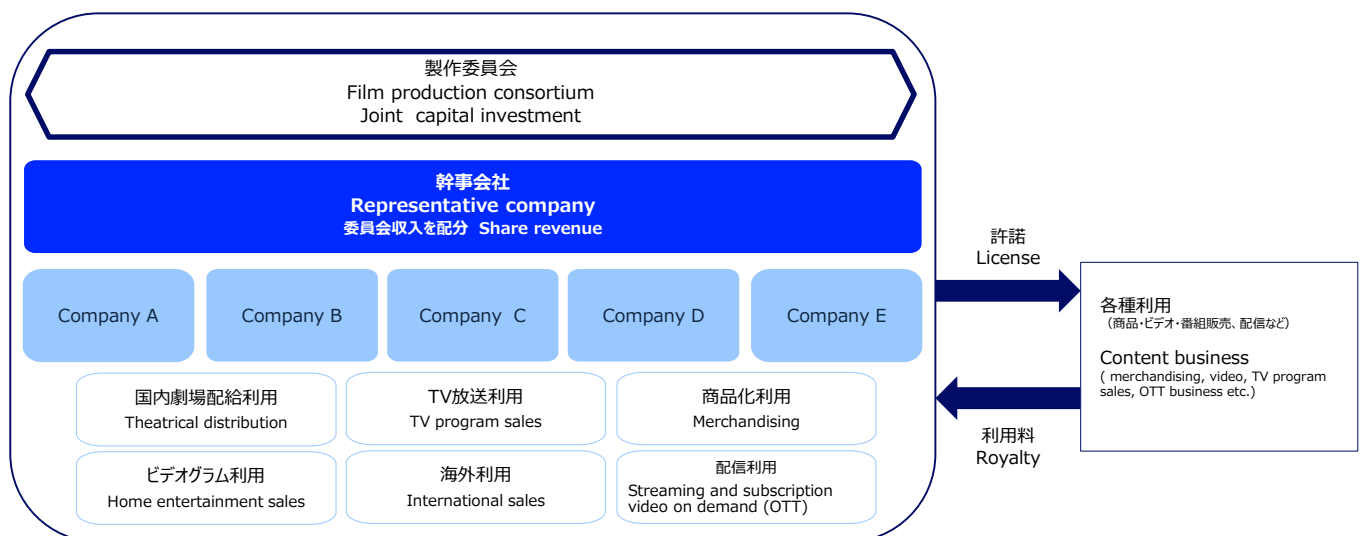 製作委員会
Film production consortium
Joint capital investment
幹事会社
Representative company
委員会収入を配分 Share revenue
Company A
Company B
Company C
Company D
Company E
国内劇場配給利用
Theatrical distribution
TV放送利用
TV program sales
商品化利用
Merchandising
ビデオグラム利用
Home entertainment sales
海外利用
International sales
配信利用
Streaming and subscription
video on demand (OTT)
許諾
License
利用料
Royalty
各種利用
（商品・ビデオ・番組販売、配信など）
Content business
( merchandising, video, TV program
sales, OTT business etc.)